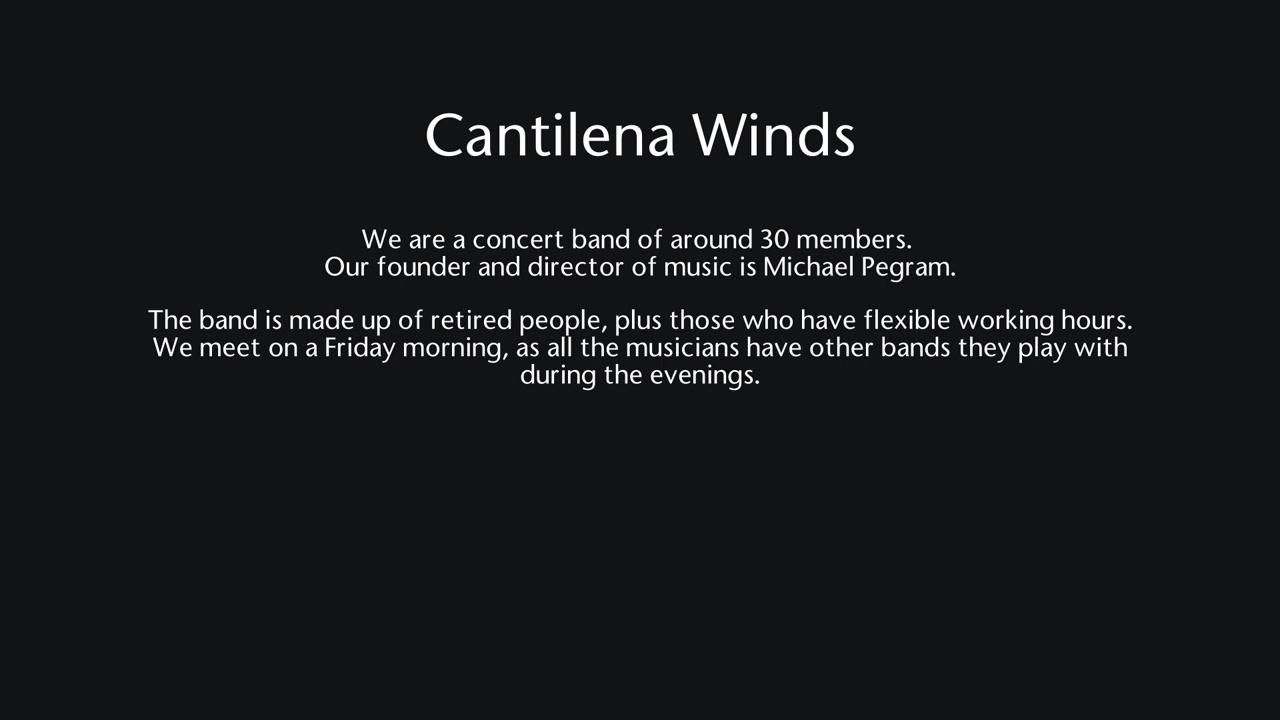 Cantilena Winds
We are a concert band of around 30 members.
Our founder and director of music is Michael Pegram.
The band is made up of retired people, plus those who have flexible working hours.
We meet on a Friday morning, as all the musicians have other bands they play with
during the evenings.